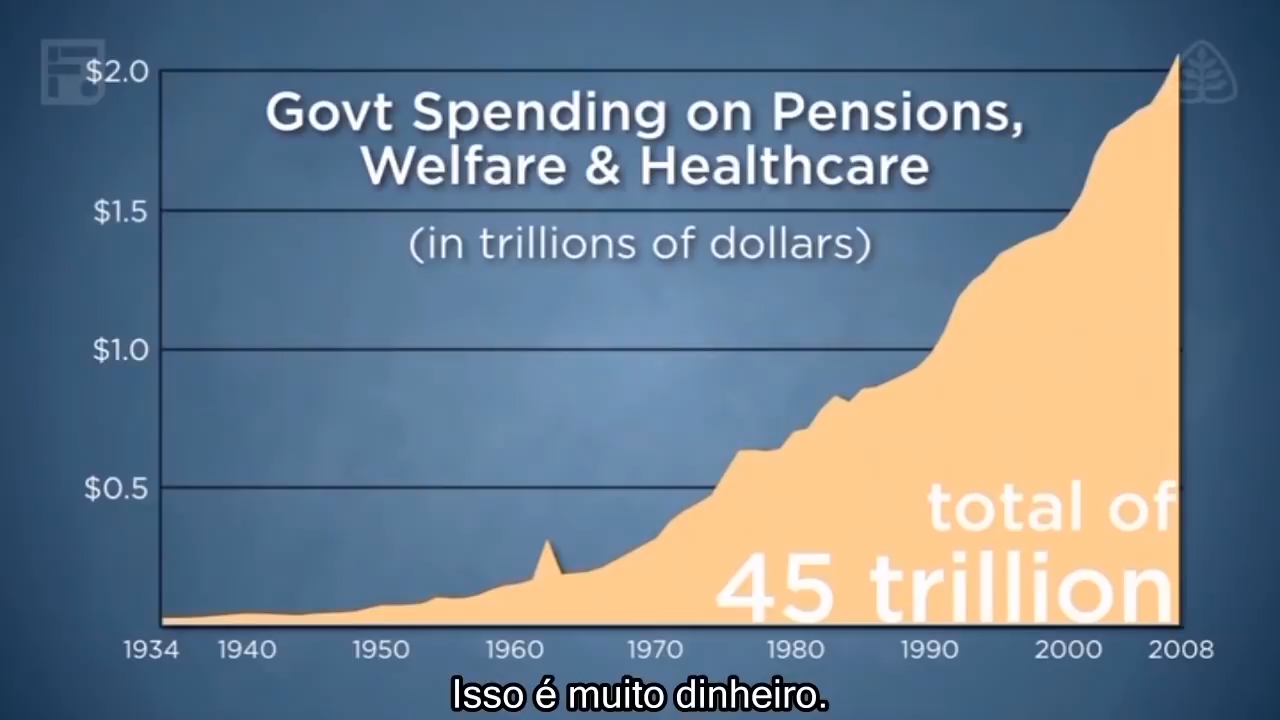 $2.0
Govt Spending on Pensions,
Welfare & Healthcare
$1.5
(in trillions of dollars)
$1.0
$0.5
total of
45 trillion
1934 1940 1950 1960 1970 1980 1990 2000 2008
Isso é muito dinheiro.